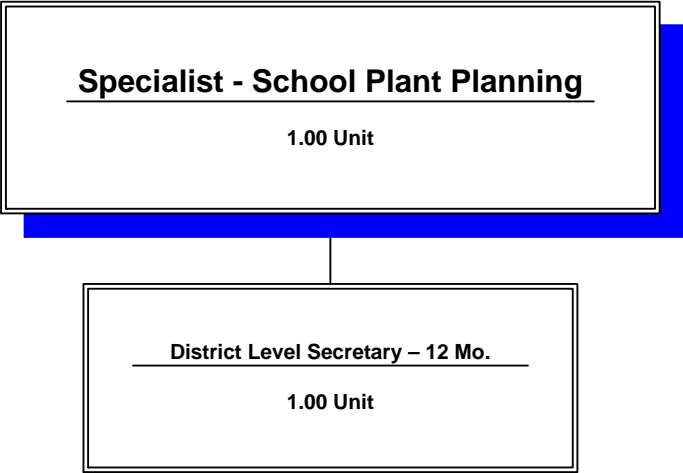 Specialist - School Plant Planning
1.00 Unit
District Level Secretary – 12 Mo.
1.00 Unit